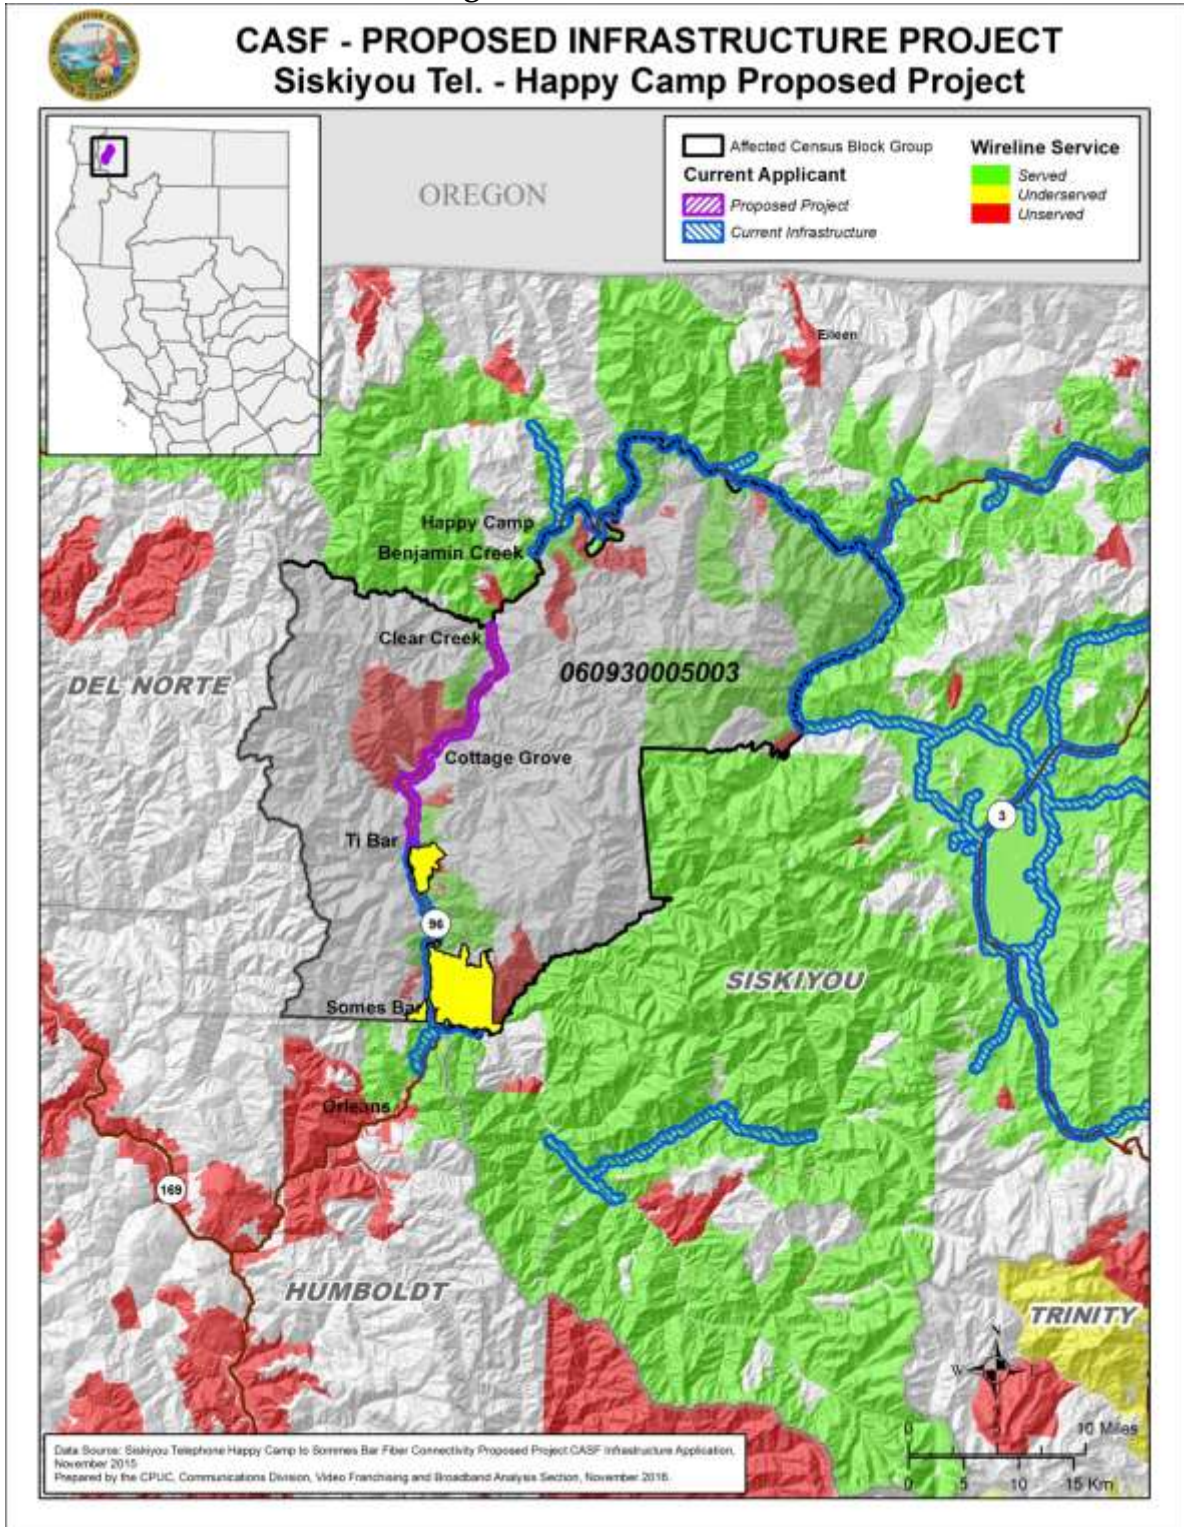 CASF - PROPOSED INFRASTRUCTURE PROJECT
Siskiyou Tel. - Happy Camp Proposed Project
Affected Census Block Group
Current Applicant
Proposed Project
Current Infrastructure
Wireline Service
Served
Underserved
Unserved
OREGON
Eileen
Happy Camp
Benjamin Creek
Clear Creek
060930005003
DEL NORTE
Cottage Grove
3
Ti Bar
96
SISKIYOU
Somes Bar
Orleans
169
HUMBOLDT
TRINITY
N
W
0 10 Miles
0 5 10 15 Km
Data Source: Siskiyou Telephone Happy Camp to Sommes Bar Fiber Connectivity Proposed Project CASF Infrastructure Application,
November 2015
Prepared by the CPUC, Communications Division, Video Franchising and Broadband Analysis Section, November 2016.